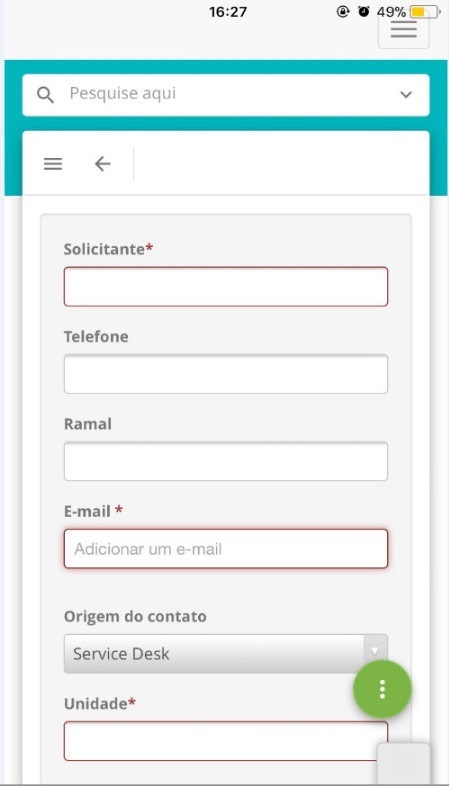 16:27
49%
Pesquise aqui
Solicitante*
Telefone
Ramal
E-mail *
Adicionar um e-mail
Origem do contato
Service Desk
Unidade*